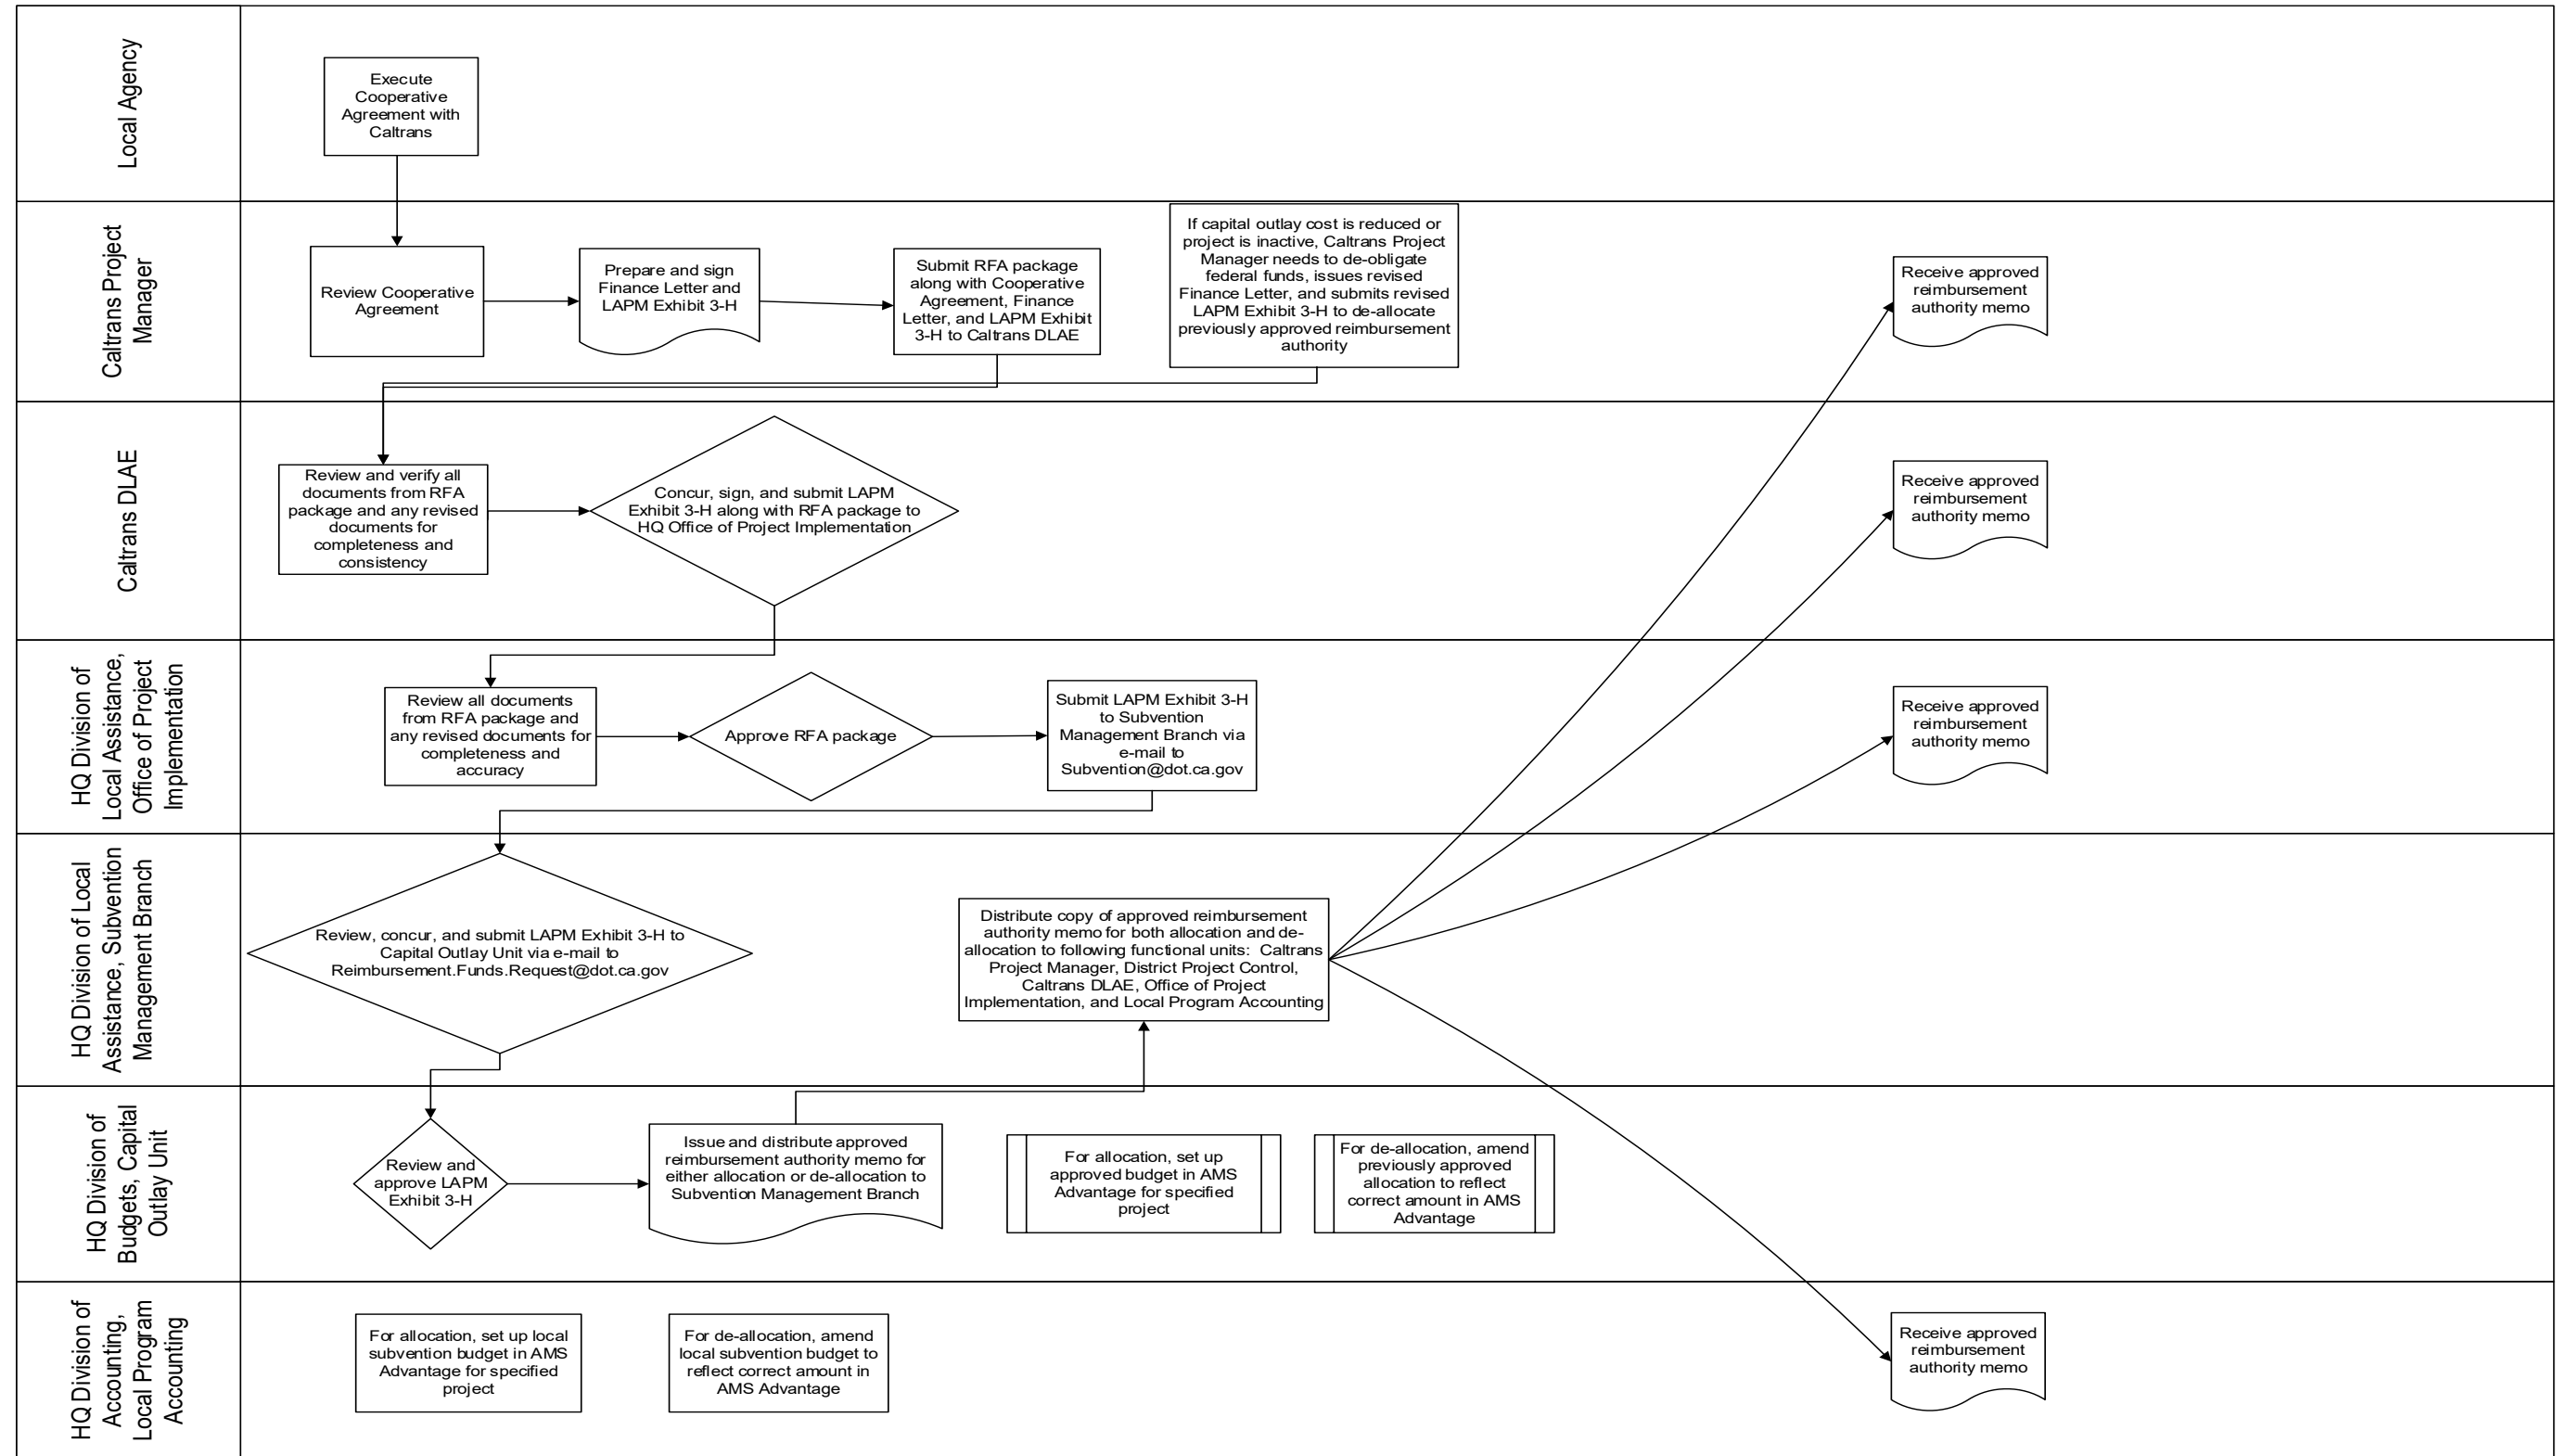 Local Agency
Execute
Cooperative
Agreement with
Caltrans
Caltrans Project
Manager
Review Cooperative
Agreement
Prepare and sign
Finance Letter and
LAPM Exhibit 3-H
Submit RFA package
along with Cooperative
Agreement, Finance
Letter, and LAPM Exhibit
3-H to Caltrans DLAE
If capital outlay cost is reduced or
project is inactive, Caltrans Project
Manager needs to de-obligate
federal funds, issues revised
Finance Letter, and submits revised
LAPM Exhibit 3-H to de-allocate
previously approved reimbursement
authority
Receive approved
reimbursement
authority memo
Caltrans DLAE
Review and verify all
documents from RFA
package and any revised
documents for
completeness and
consistency
Concur, sign, and submit LAPM
Exhibit 3-H along with RFA package to
HQ Office of Project Implementation
Receive approved
reimbursement
authority memo
HQ Division of
Local Assistance,
Office of Project
Implementation
Review all documents
from RFA package and
any revised documents for
completeness and
accuracy
Approve RFA package
Submit LAPM Exhibit 3-H
to Subvention
Management Branch via
e-mail to
Subvention@dot.ca.gov
Receive approved
reimbursement
authority memo
HQ Division of Local
Assistance, Subvention
Management Branch
Review, concur, and submit LAPM Exhibit 3-H to
Capital Outlay Unit via e-mail to
Reimbursement.Funds.Request@dot.ca.gov
Distribute copy of approved reimbursement
authority memo for both allocation and de-
allocation to following functional units:  Caltrans
Project Manager, District Project Control,
Caltrans DLAE, Office of Project
Implementation, and Local Program Accounting
HQ Division of
Budgets, Capital
Outlay Unit
Review and
approve LAPM
Exhibit 3-H
Issue and distribute approved
reimbursement authority memo for
either allocation or de-allocation to
Subvention Management Branch
For allocation, set up
approved budget in AMS
Advantage for specified
project
For de-allocation, amend
previously approved
allocation to reflect
correct amount in AMS
Advantage
HQ Division of
Accounting,
Local Program
Accounting
For allocation, set up local
subvention budget in AMS
Advantage for specified
project
For de-allocation, amend
local subvention budget to
reflect correct amount in
AMS Advantage
Receive approved
reimbursement
authority memo